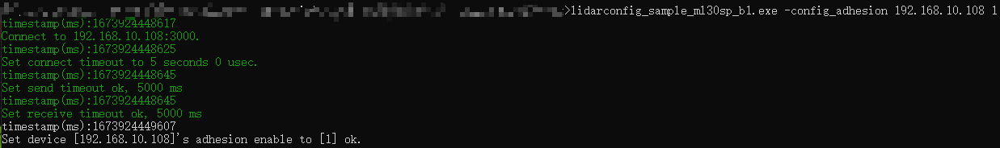 >lidarconfig_sample_ml30sp_b1.exe -config_adhesion 192.168.10.108 1
timestamp(ms):1673924448617
Connect to 192.168.10.108:3000.
timestamp(ms):1673924448625
Set connect timeout to 5 seconds 0 usec.
timestamp(ms):1673924448645
Set send timeout ok, 5000 ms
timestamp(ms):1673924448645
Set receive timeout ok, 5000 ms
timestamp(ms):1673924449607
Set device [192.168.10.108]'s adhesion enable to [1] ok.